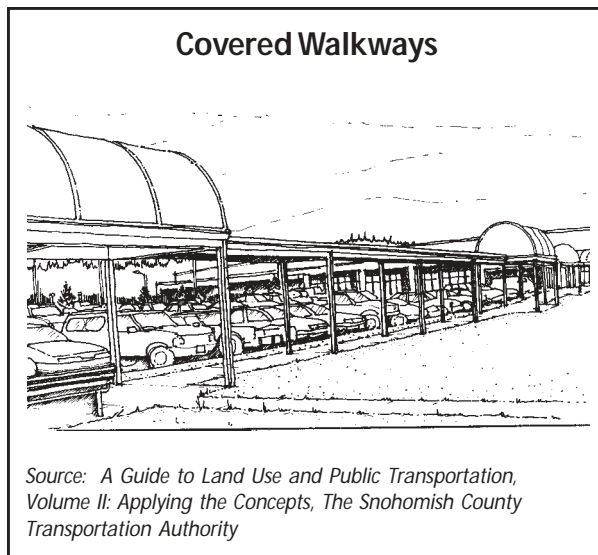 Covered Walkways
Source: A Guide to Land Use and Public Transportation,
Volume II: Applying the Concepts, The Snohomish County
Transportation Authority